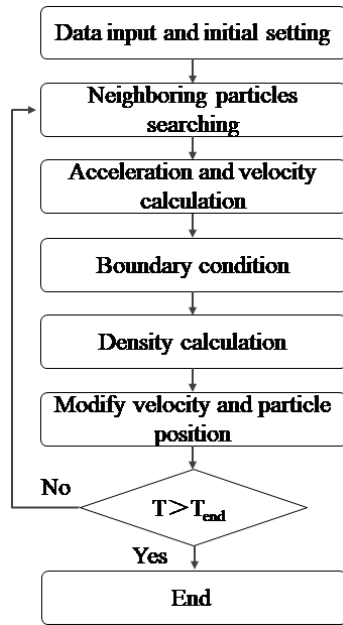 Data input and initial setting
Neighboring particles
searching
Acceleration and velocity
calculation
Boundary condition
Density calculation
Modify velocity and particle
position
No
T＞Tend
Yes
End